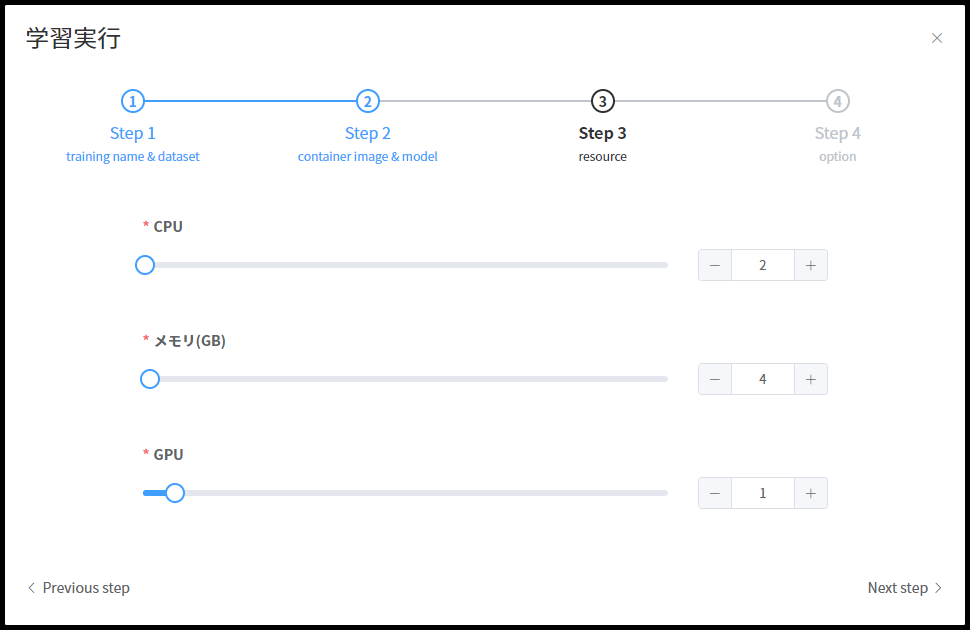 学習実行
1 2 3 4
Step 1 Step 2 Step 3 Step 4
training name & dataset container image & model resource option
* CPU
2
* メモリ(GB)
4
* GPU
1
Previous step Next step